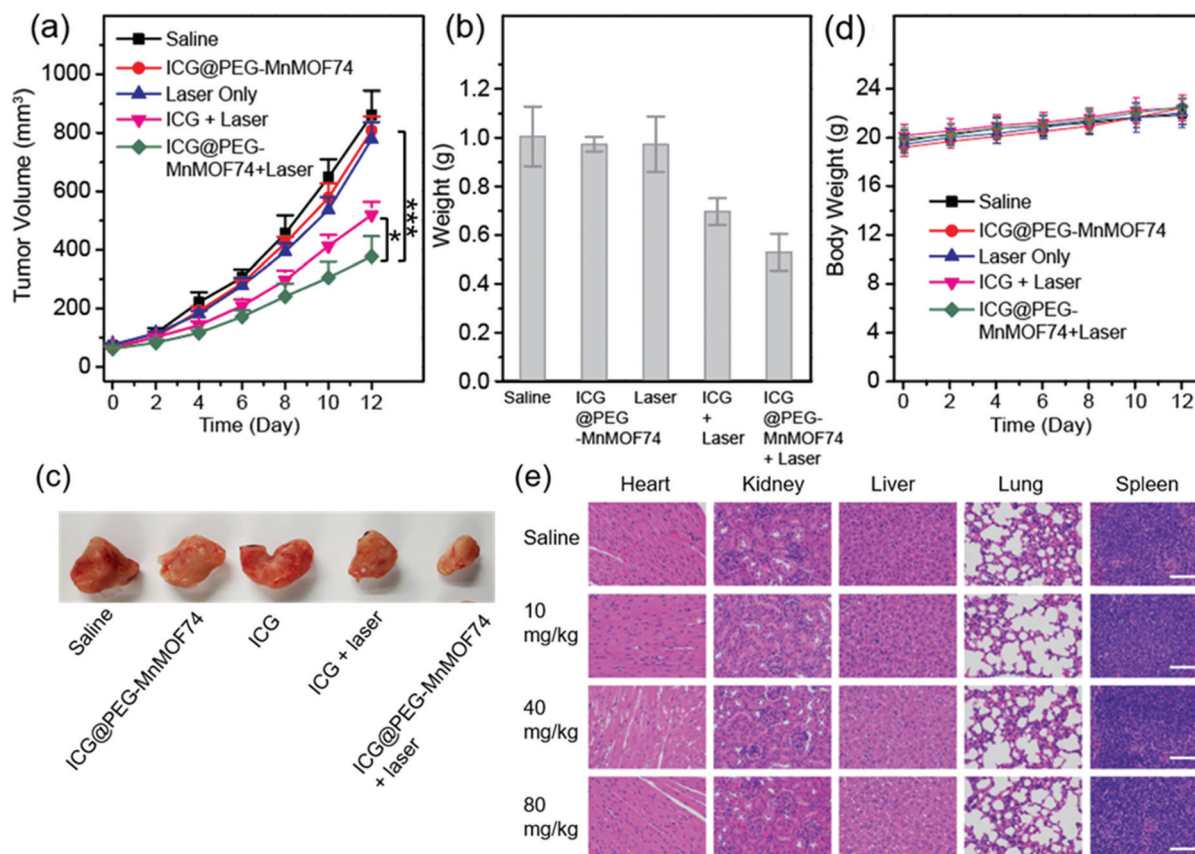 (a)
Saline
ICG@PEG-MnMOF74
Laser Only
ICG + Laser
ICG@PEG-
MnMOF74+Laser
1000
800
600
400
200
0
Tumor Volume (mm³)
0 2 4 6 8 10 12
Time (Day)
*
***
(b)
1.2
1.0
0.8
0.6
0.4
0.2
0.0
Weight (g)
Saline
ICG
@PEG
-MnMOF74
Laser
ICG
+
Laser
ICG
@PEG-
MnMOF74
+ Laser
(d)
24
20
16
12
8
4
0
Body Weight (g)
Saline
ICG@PEG-MnMOF74
Laser Only
ICG + Laser
ICG@PEG-
MnMOF74+Laser
0 2 4 6 8 10 12
Time (Day)
(c)
Saline
ICG@PEG-MnMOF74
ICG
ICG + laser
ICG@PEG-MnMOF74
+ laser
(e)
Heart Kidney Liver Lung Spleen
Saline
10
mg/kg
40
mg/kg
80
mg/kg